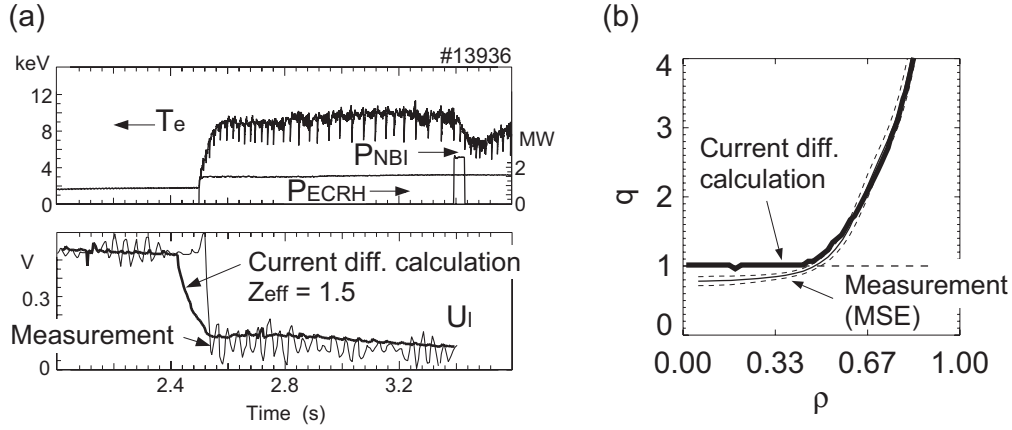 (a)
(b)
keV
#13936
12
8
4
0
Te
MW
2
0
PNBI
PECRH
V
0.3
0
Current diff. calculation
Zeff = 1.5
Measurement
Ul
2.4
2.8
3.2
Time (s)
4
3
2
1
0
q
Current diff.
calculation
Measurement
(MSE)
0.00
0.33
0.67
1.00
ρ